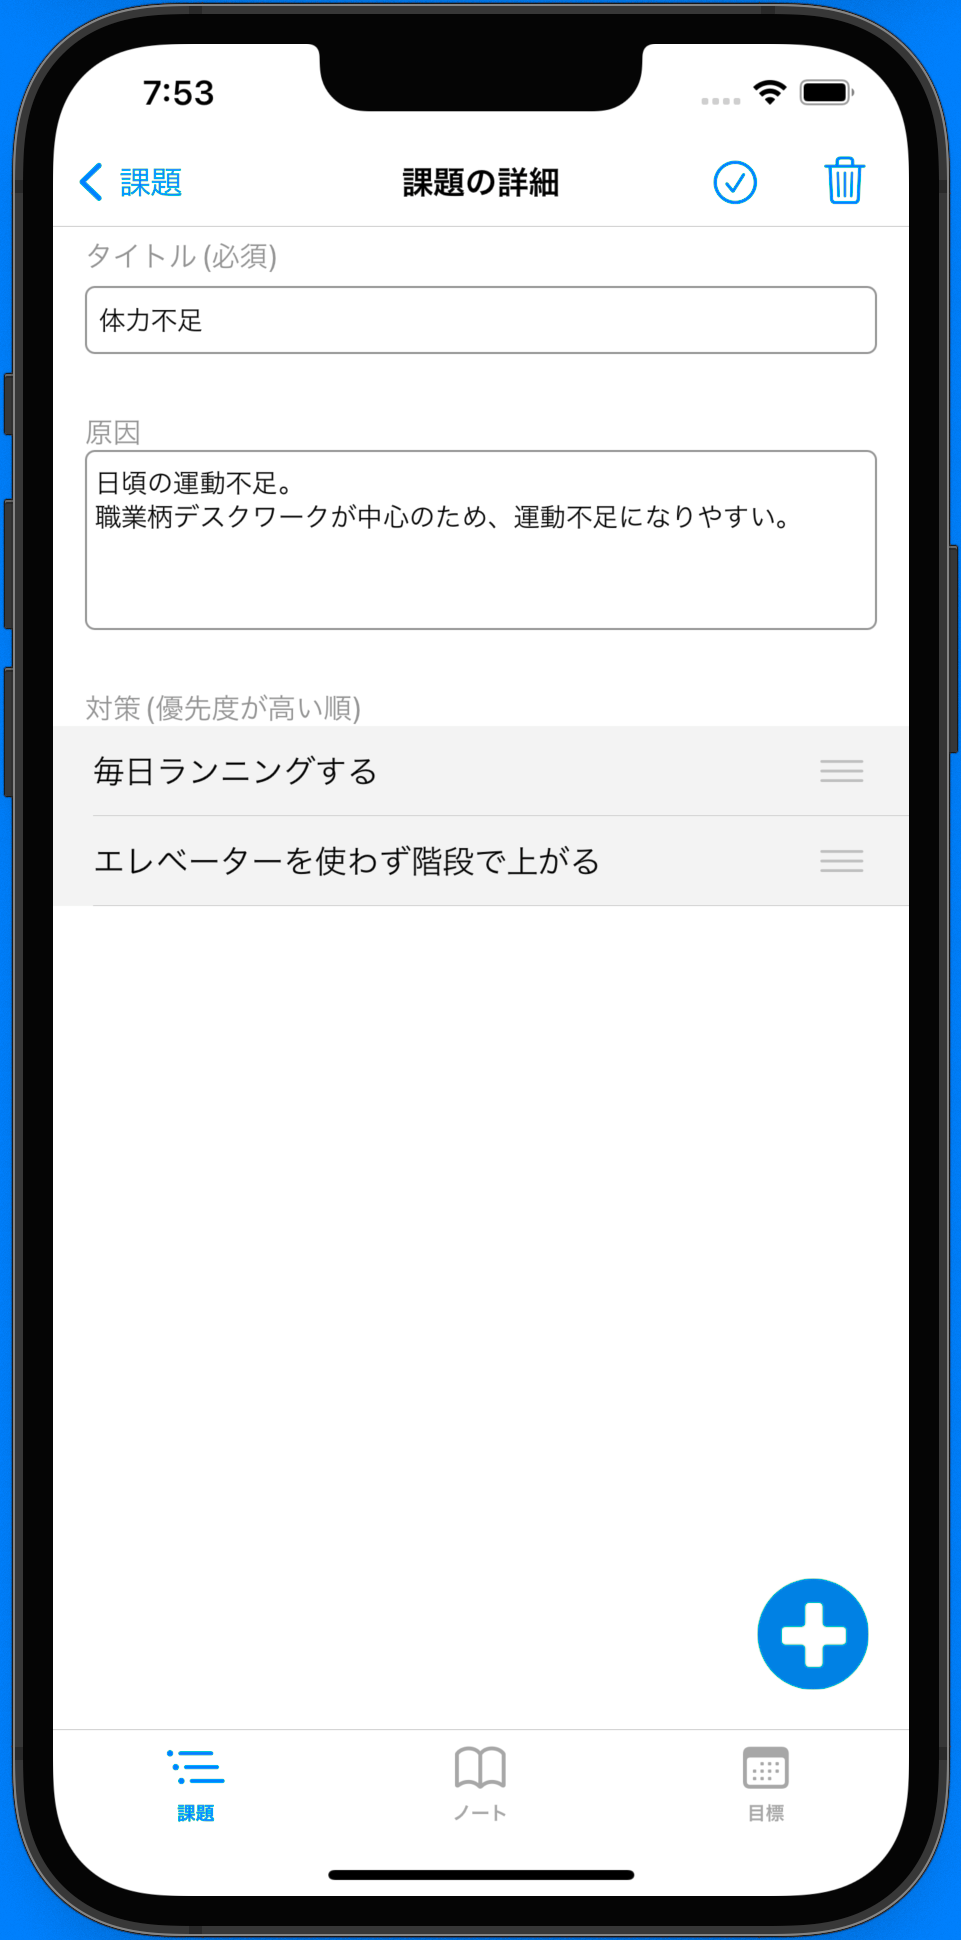 7:53
課題
課題の詳細
タイトル (必須)
体力不足
原因
日頃の運動不足。
職業柄デスクワークが中心のため、運動不足になりやすい。
対策 (優先度が高い順)
毎日ランニングする
エレベーターを使わず階段で上がる
課題
ノート
目標